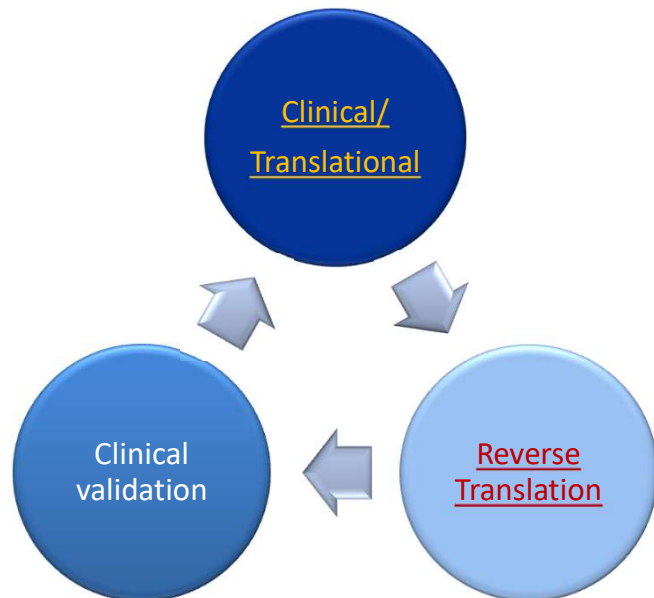 Clinical/
Translational
Reverse
Translation
Clinical
validation